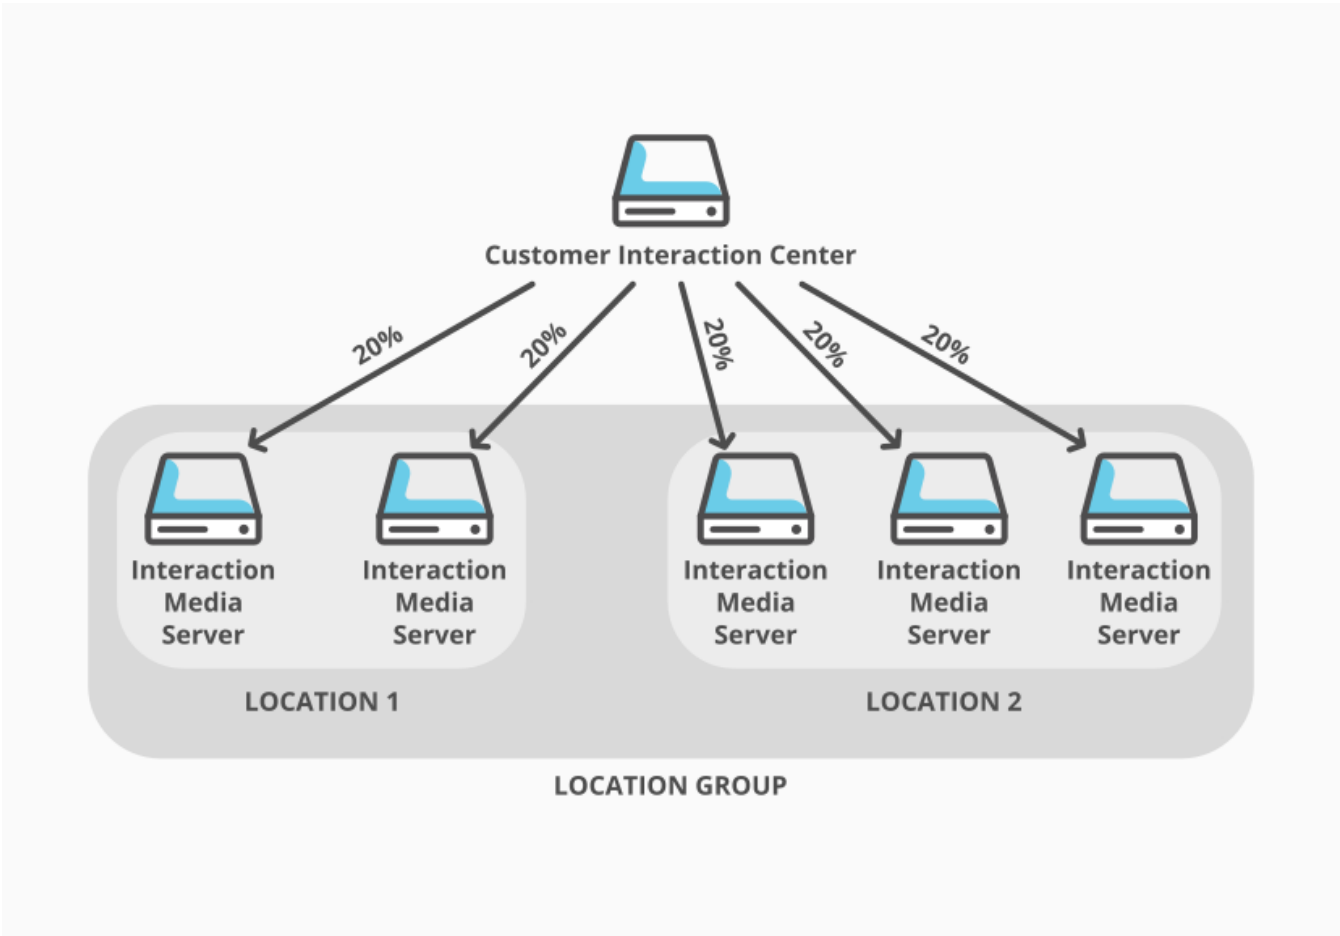 Customer Interaction Center
20%
20%
20%
20%
20%
Interaction
Media
Server
Interaction
Media
Server
Interaction
Media
Server
Interaction
Media
Server
Interaction
Media
Server
LOCATION 1
LOCATION 2
LOCATION GROUP